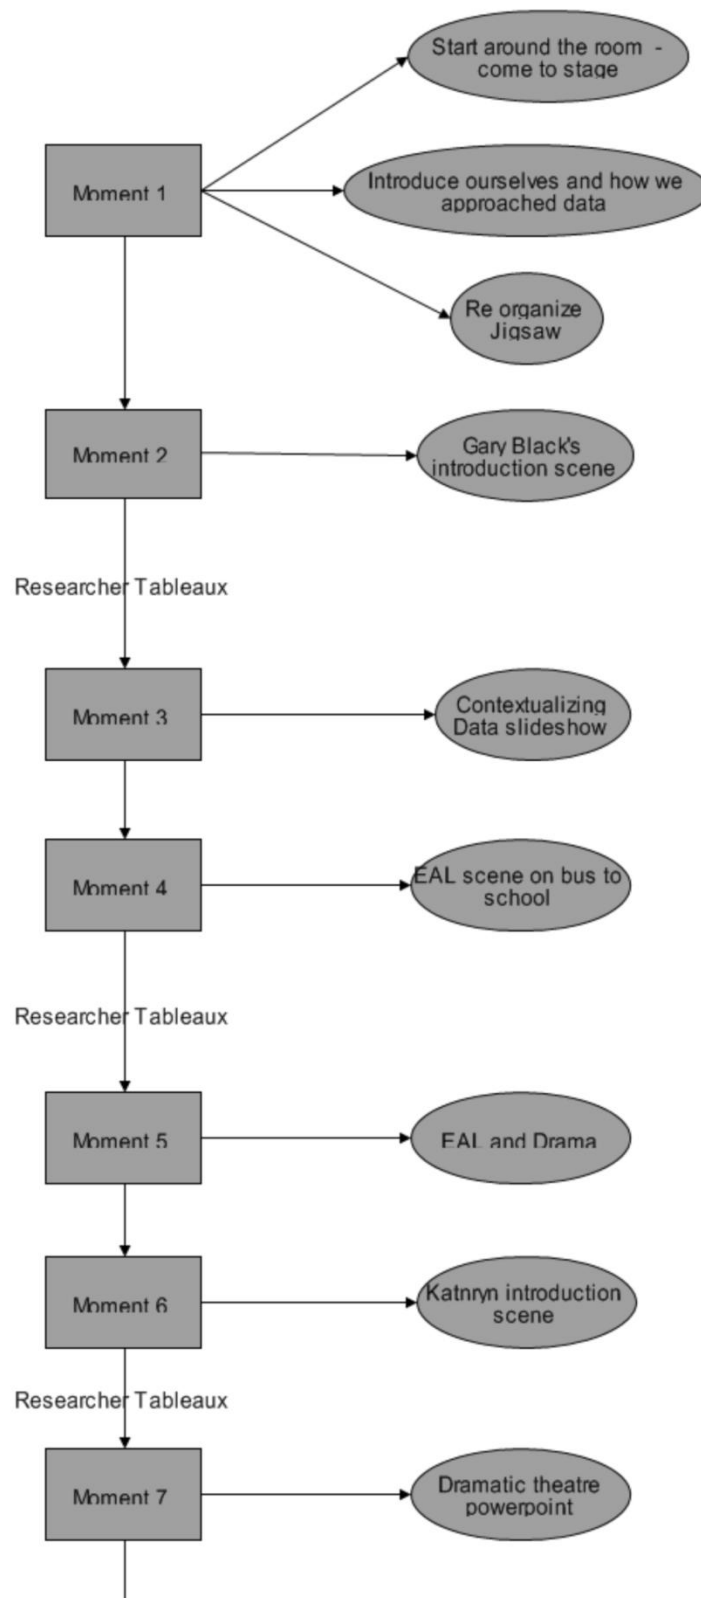 Start around the room  -
come to stage
Moment 1
Introduce ourselves and how we
approached data
Re organize
Jigsaw
Moment 2
Gary Black's
introduction scene
Researcher Tableaux
Moment 3
Contextualizing
Data slideshow
Moment 4
EAL scene on bus to
school
Researcher Tableaux
Moment 5
EAL and Drama
Moment 6
Katnryn introduction
scene
Researcher Tableaux
Moment 7
Dramatic theatre
powerpoint